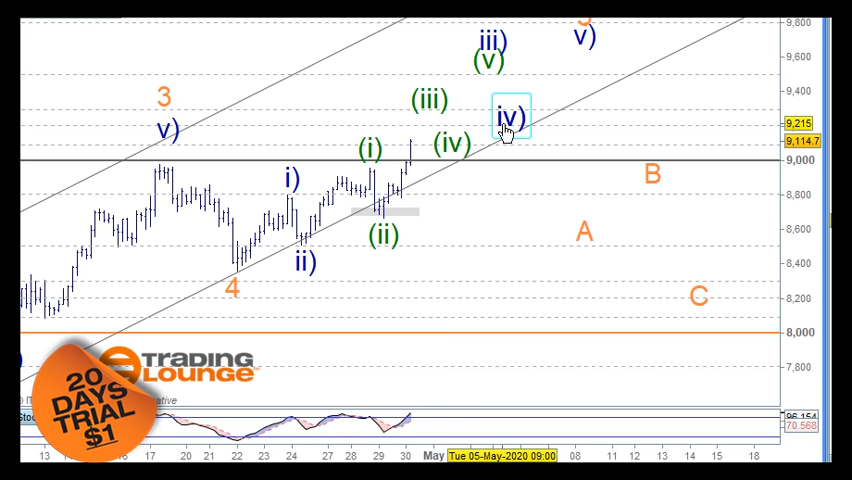 9,800
5
v)
iii)
9,600
(v)
3
9,400
(iii)
iv)
9,215
v)
(iv)
9,114.7
(i)
9,000
i)
B
8,800
(ii)
A
8,600
ii)
8,400
4
C
8,200
8,000
TRADING
LOUNGE
7,800
20
DAYS
TRIAL
$1
96.154
70.568
13 14 15 17 20 21 22 23 24 27 28 29 30 May Tue 05-May-2020 09:00 08 11 12 13 14 15 18